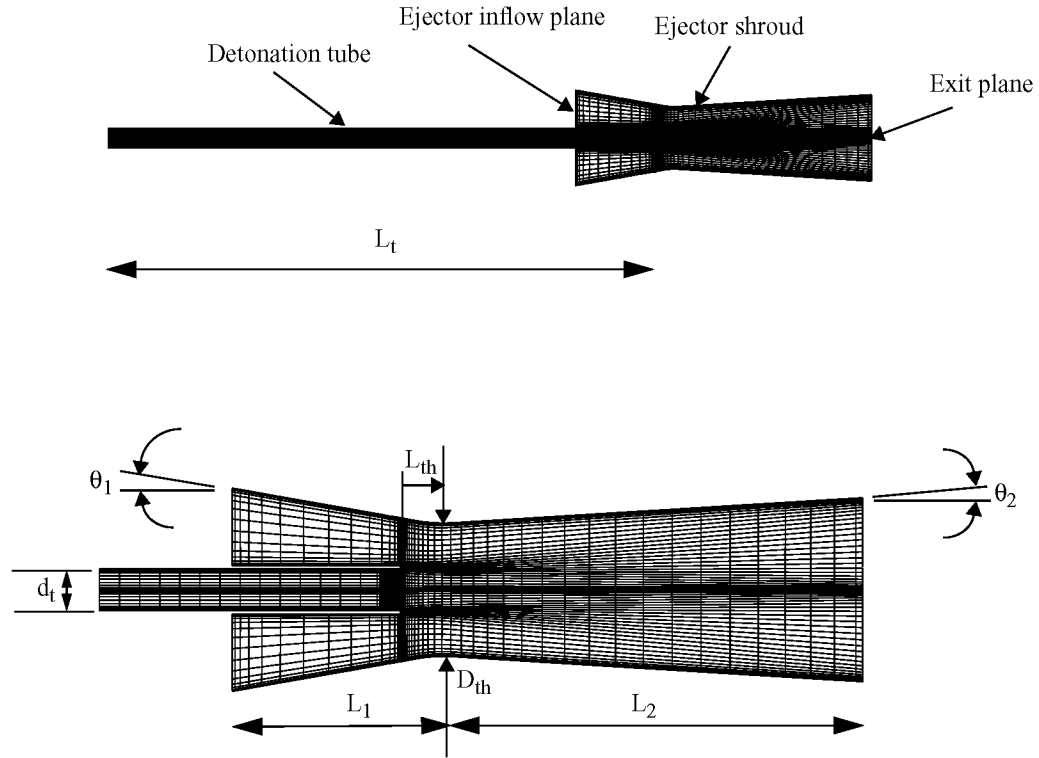 Ejector inflow plane
Ejector shroud
Detonation tube
Exit plane
Lt
θ1
Lth
θ2
dt
Dth
L1
L2